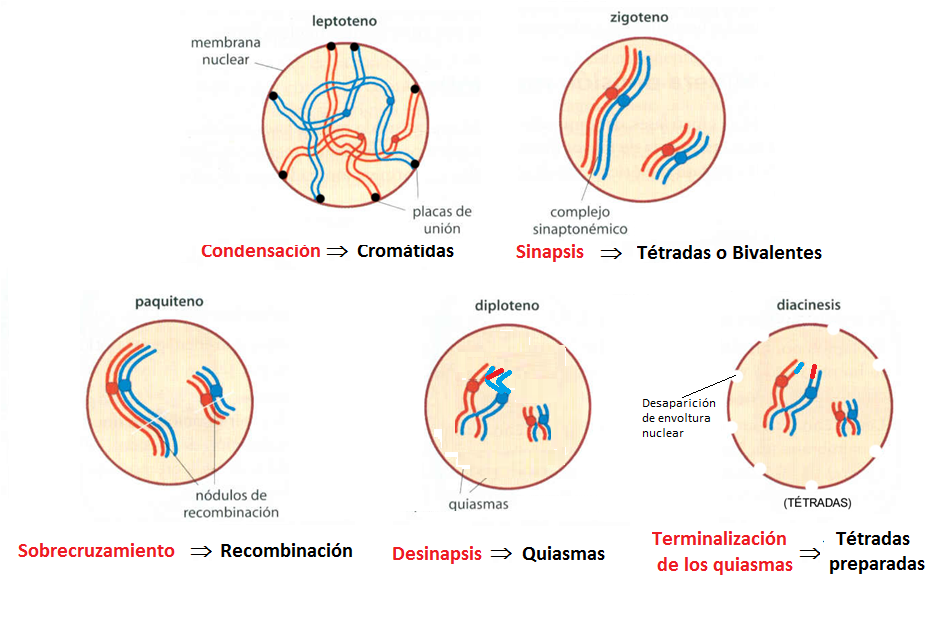 leptoteno
membrana
nuclear
placas de
unión
Condensación ⇒ Cromátidas
zigoteno
complejo
sinaptonémico
Sinapsis ⇒ Tétradas o Bivalentes
paquiteno
nódulos de
recombinación
Sobrecruzamiento ⇒ Recombinación
diploteno
quiasmas
Desinapsis ⇒ Quiasmas
diacinesis
Desaparición
de envoltura
nuclear
(TÉTRADAS)
Terminalización
de los quiasmas ⇒ Tétradas
preparadas